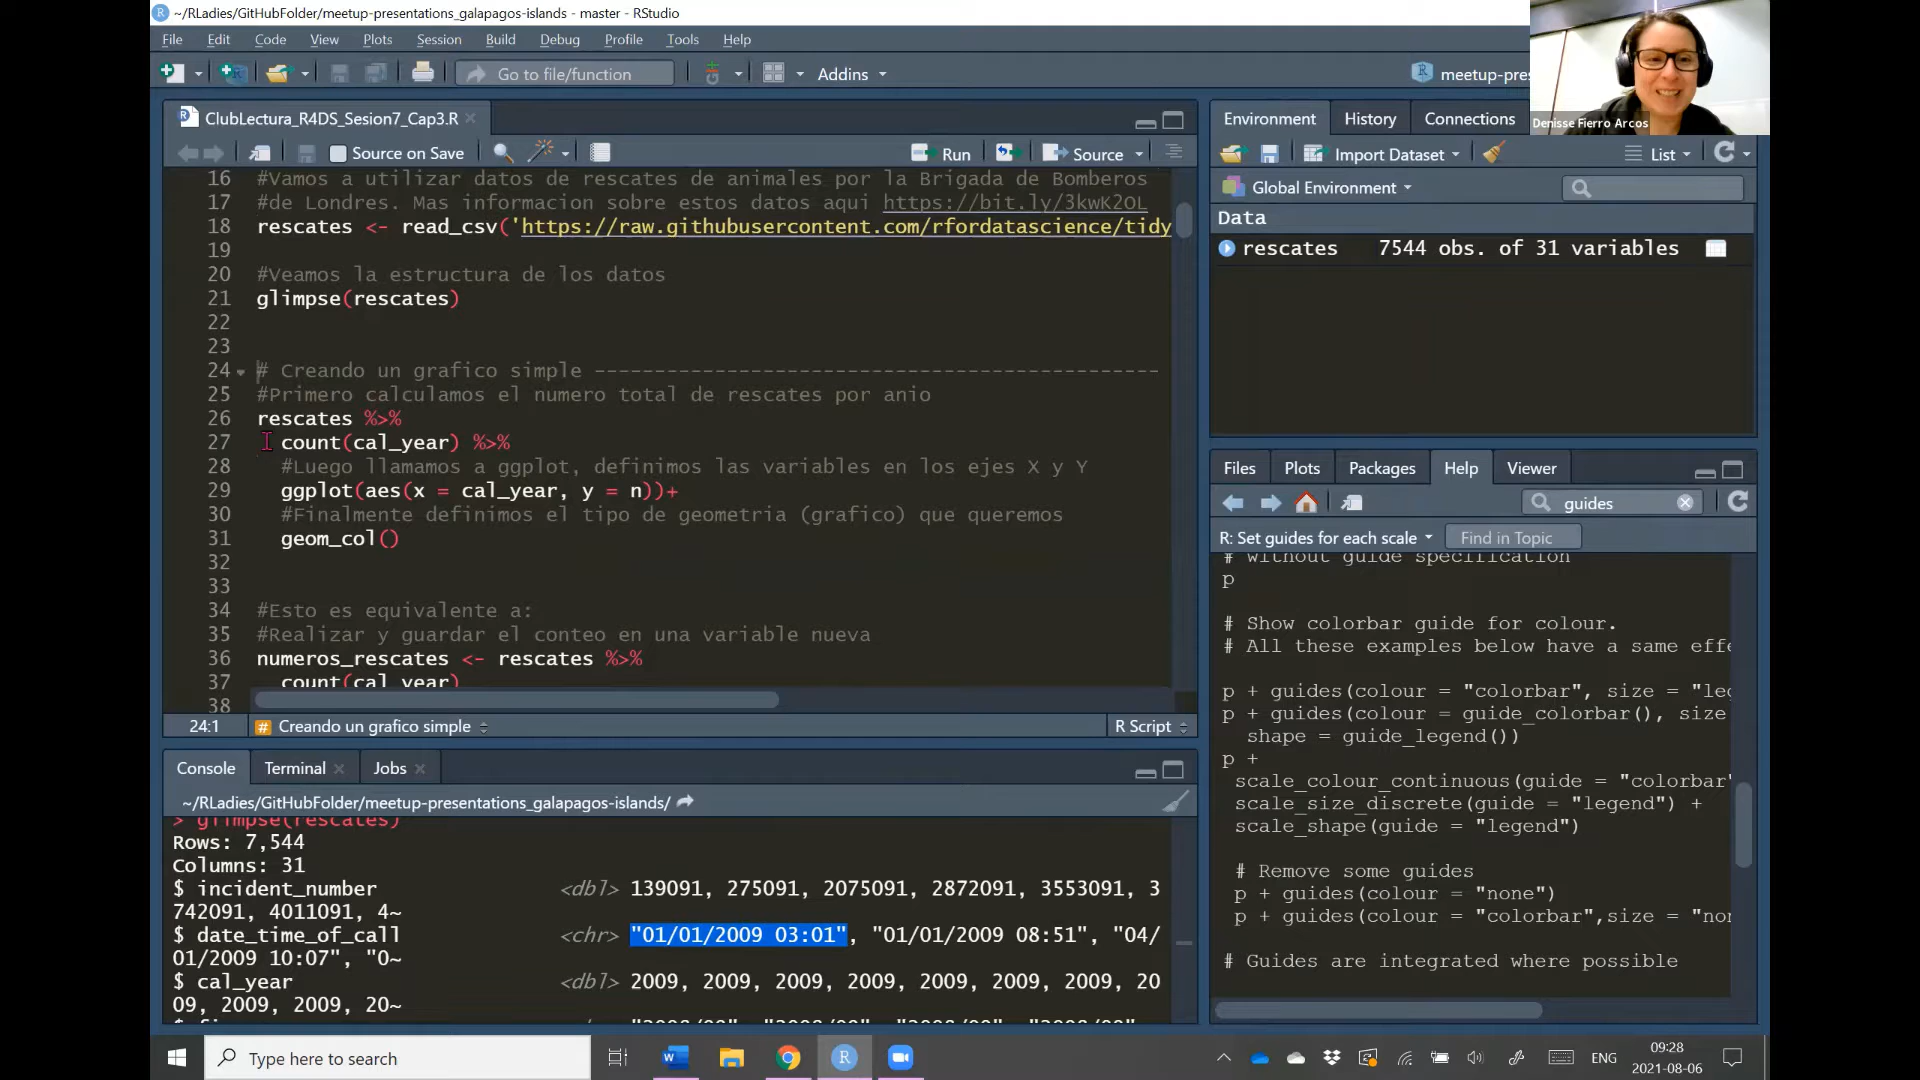 ~/RLadies/GitHubFolder/meetup-presentations_galapagos-islands - master - RStudio
File Edit Code View Plots Session Build Debug Profile Tools Help
Go to file/function
Addins
meetup-pres
Denisse Fierro Arcos
ClubLectura_R4DS_Sesion7_Cap3.R
Source on Save
Run
Source
16 #Vamos a utilizar datos de rescates de animales por la Brigada de Bomberos
17 #de Londres. Mas informacion sobre estos datos aqui https://bit.ly/3kwK2OL
18 rescates <- read_csv('https://raw.githubusercontent.com/rfordatascience/tidy
19
20 #Veamos la estructura de los datos
21 glimpse(rescates)
22
23
24 # Creando un grafico simple -----------------------------------------------
25 #Primero calculamos el numero total de rescates por anio
26 rescates %>%
27 count(cal_year) %>%
28 #Luego llamamos a ggplot, definimos las variables en los ejes X y Y
29 ggplot(aes(x = cal_year, y = n))+
30 #Finalmente definimos el tipo de geometria (grafico) que queremos
31 geom_col()
32
33
34 #Esto es equivalente a:
35 #Realizar y guardar el conteo en una variable nueva
36 numeros_rescates <- rescates %>%
37 count(cal_year)
38
24:1
# Creando un grafico simple
R Script
Console Terminal Jobs
~/RLadies/GitHubFolder/meetup-presentations_galapagos-islands/
> glimpse(rescates)
Rows: 7,544
Columns: 31
$ incident_number <dbl> 139091, 275091, 2075091, 2872091, 3553091, 3
742091, 4011091, 4~
$ date_time_of_call <chr> "01/01/2009 03:01", "01/01/2009 08:51", "04/
01/2009 10:07", "0~
$ cal_year <dbl> 2009, 2009, 2009, 2009, 2009, 2009, 2009, 20
09, 2009, 2009, 20~
Environment History Connections
Import Dataset
List
Global Environment
Data
rescates 7544 obs. of 31 variables
Files Plots Packages Help Viewer
guides
R: Set guides for each scale
Find in Topic
# without guide specification
p
# Show colorbar guide for colour.
# All these examples below have a same effe
p + guides(colour = "colorbar", size = "leg
p + guides(colour = guide_colorbar(), size
shape = guide_legend())
p +
scale_colour_continuous(guide = "colorbar"
scale_size_discrete(guide = "legend") +
scale_shape(guide = "legend")
# Remove some guides
p + guides(colour = "none")
p + guides(colour = "colorbar",size = "non
# Guides are integrated where possible
Type here to search
ENG
09:28
2021-08-06